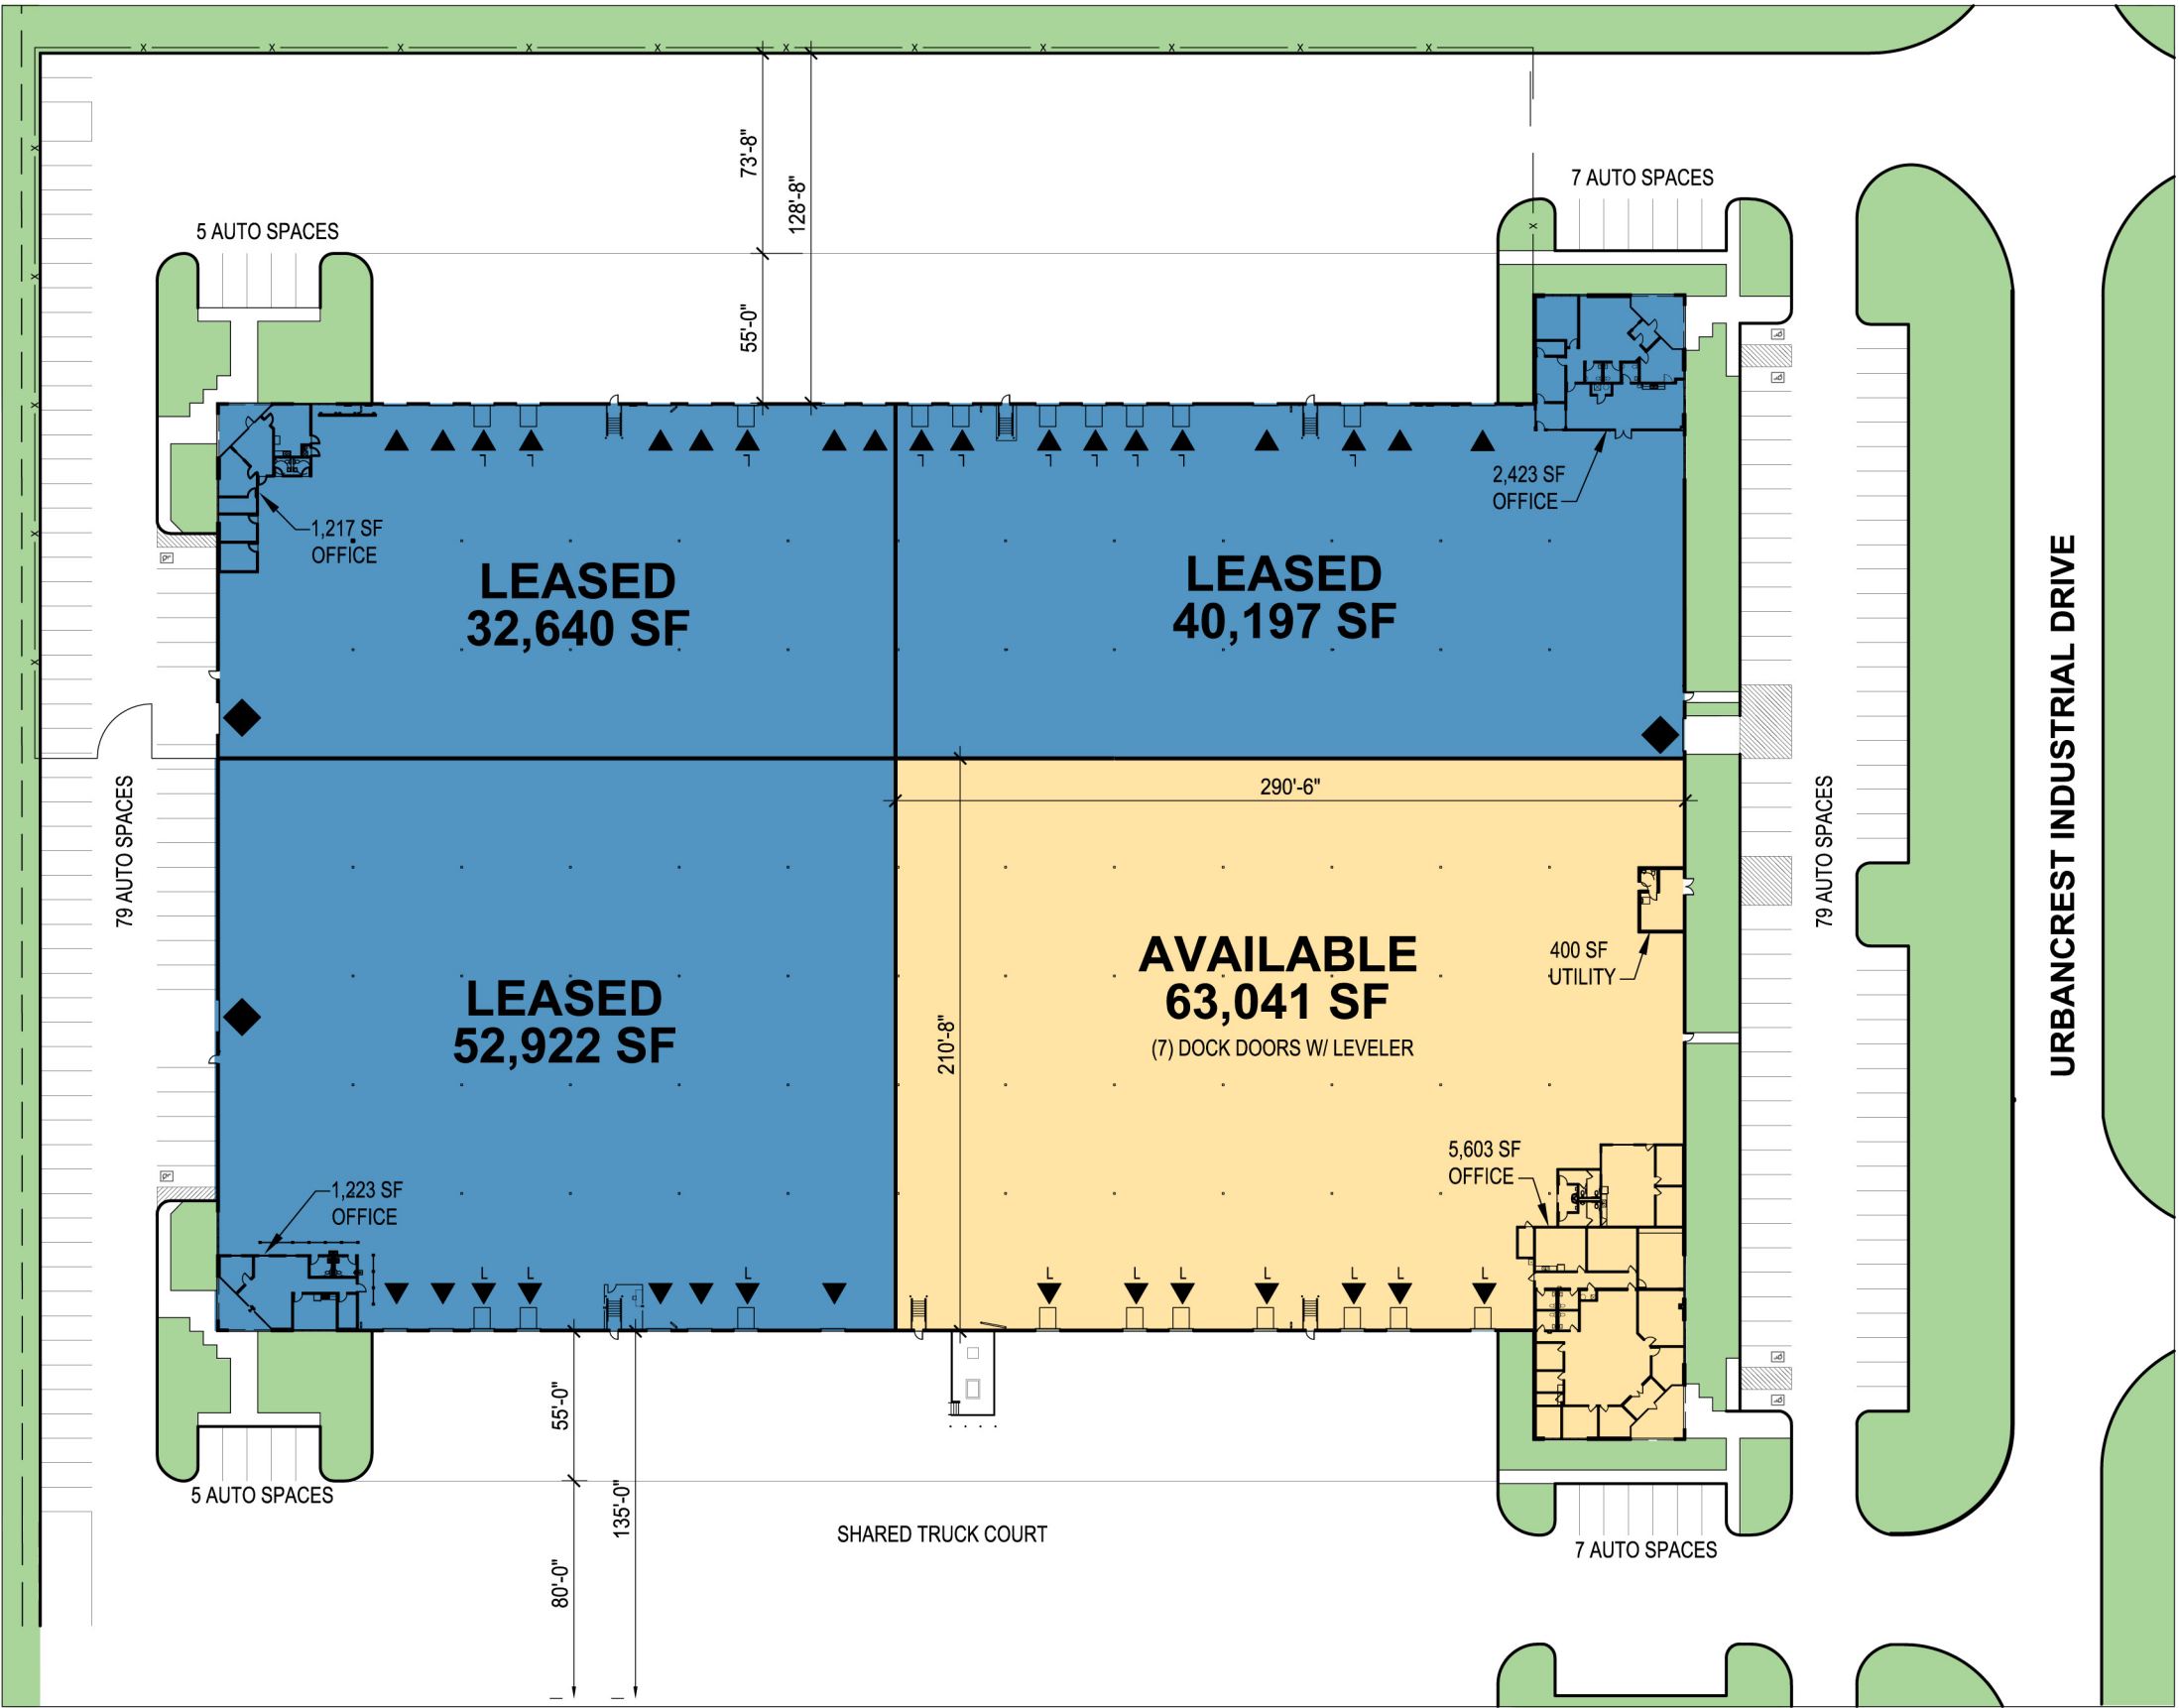 73'-8"
128'-8"
7 AUTO SPACES
5 AUTO SPACES
55'-0"
L
L
L
L
L
L
L
L
L
L
2,423 SF
OFFICE
1,217 SF
OFFICE
LEASED
32,640 SF
LEASED
40,197 SF
URBANCREST INDUSTRIAL DRIVE
79 AUTO SPACES
290'-6"
79 AUTO SPACES
400 SF
UTILITY
AVAILABLE
63,041 SF
(7) DOCK DOORS W/ LEVELER
LEASED
52,922 SF
210'-8"
5,603 SF
OFFICE
1,223 SF
OFFICE
L
L
L
L
L
L
L
L
L
L
55'-0"
135'-0"
5 AUTO SPACES
SHARED TRUCK COURT
7 AUTO SPACES
80'-0"